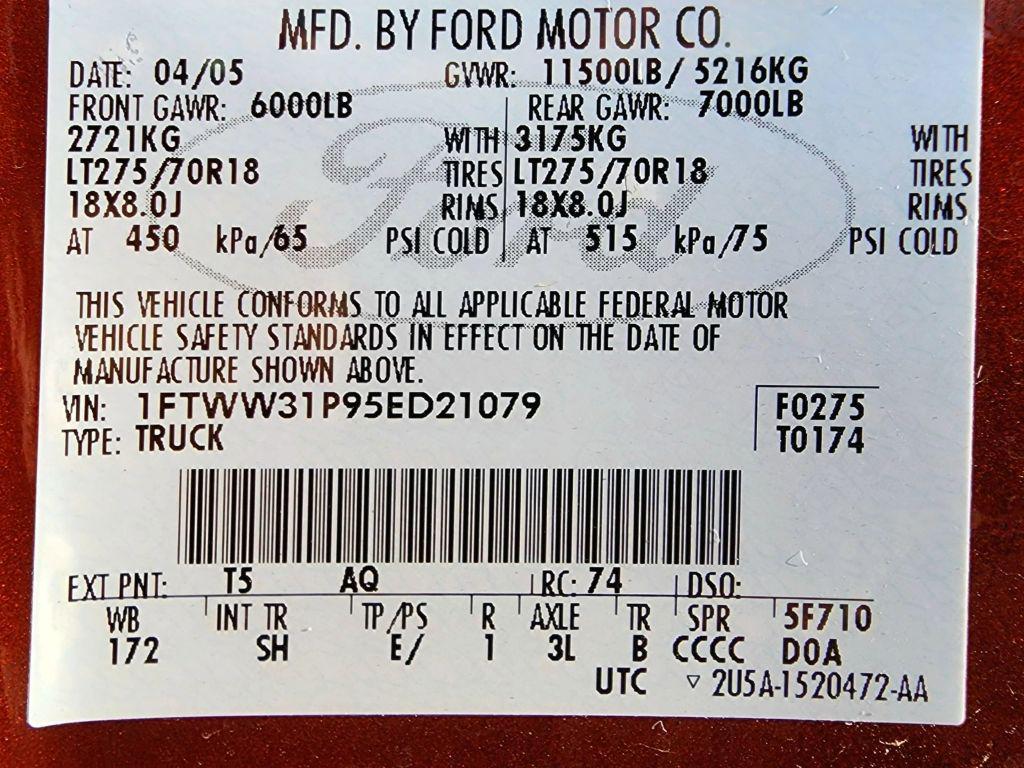 MFD. BY FORD MOTOR CO.
DATE: 04/05 GVWR: 11500LB/ 5216KG
FRONT GAWR: 6000LB REAR GAWR: 7000LB
2721KG WITH 3175KG WITH
LT275/70R18 TIRES LT275/70R18 TIRES
18X8.0J RIMS 18X8.0J RIMS
AT 450 kPa/65 PSI COLD AT 515 kPa/75 PSI COLD
Ford
THIS VEHICLE CONFORMS TO ALL APPLICABLE FEDERAL MOTOR
VEHICLE SAFETY STANDARDS IN EFFECT ON THE DATE OF
MANUFACTURE SHOWN ABOVE.
VIN: 1FTWW31P95ED21079 F0275
TYPE: TRUCK T0174
EXT PNT: T5 AQ RC: 74 DSO:
WB INT TR TP/PS R AXLE TR SPR 5F710
172 SH E/ 1 3L B CCCC D0A
UTC ▽ 2U5A-1520472-AA